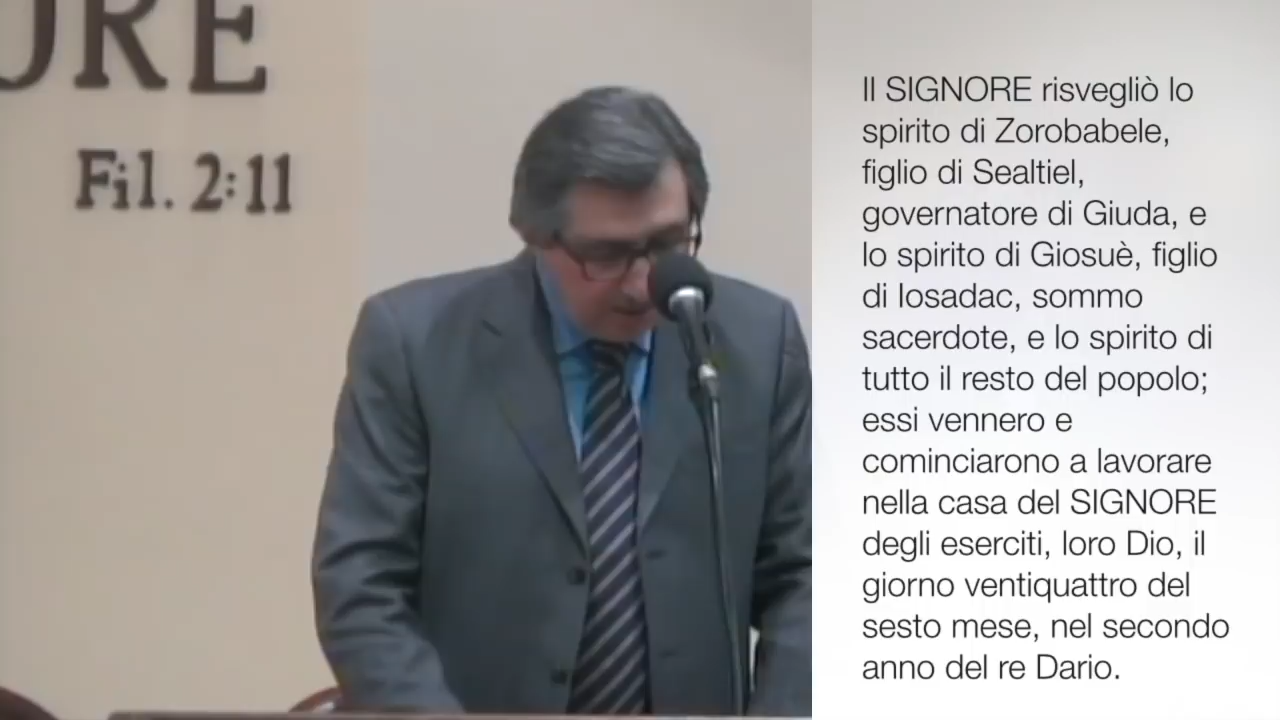 Fil. 2:11
Il SIGNORE risvegliò lo
spirito di Zorobabele,
figlio di Sealtiel,
governatore di Giuda, e
lo spirito di Giosuè, figlio
di Iosadac, sommo
sacerdote, e lo spirito di
tutto il resto del popolo;
essi vennero e
cominciarono a lavorare
nella casa del SIGNORE
degli eserciti, loro Dio, il
giorno ventiquattro del
sesto mese, nel secondo
anno del re Dario.